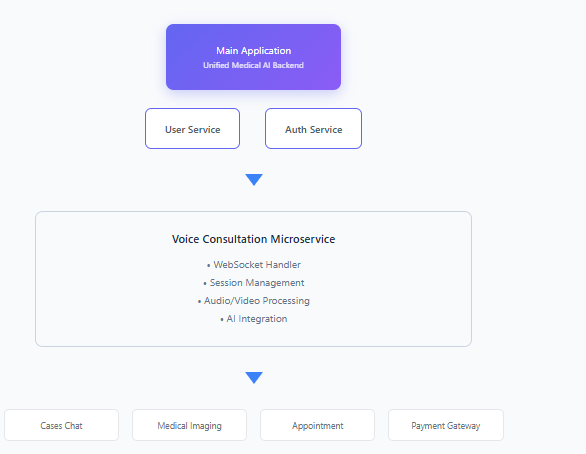 Main Application
Unified Medical AI Backend
User Service
Auth Service
Voice Consultation Microservice
• WebSocket Handler
• Session Management
• Audio/Video Processing
• AI Integration
Cases Chat
Medical Imaging
Appointment
Payment Gateway